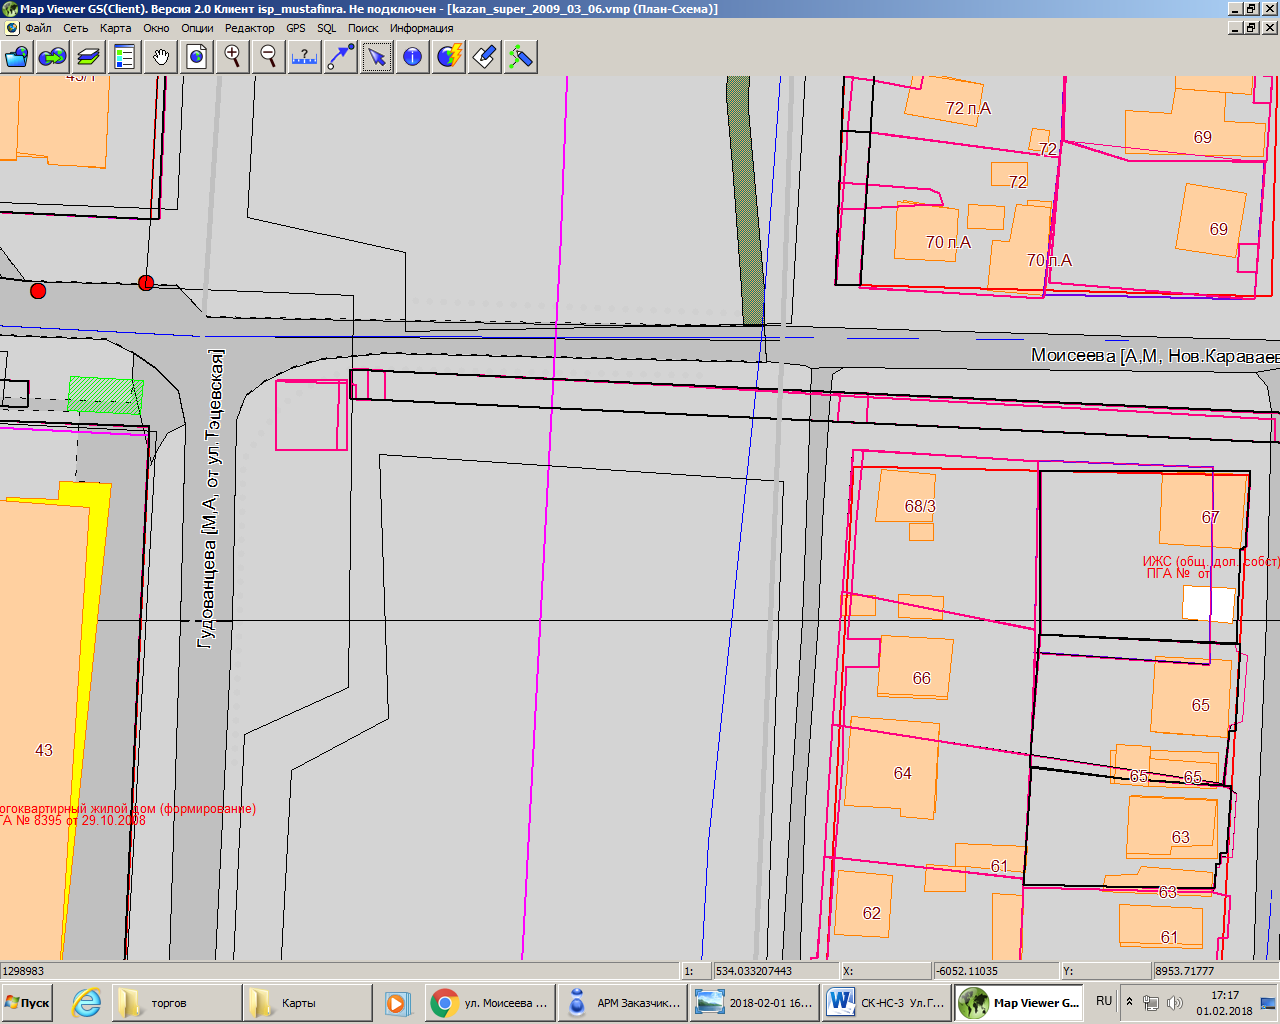 Map Viewer GS(Client). Версия 2.0 Клиент isp_mustafinra. Не подключен - [kazan_super_2009_03_06.vmp (План-Схема)]
Файл Сеть Карта Окно Опции Редактор GPS SQL Поиск Информация
72 л.А
69
72
72
69
70 л.А
70 л.А
Моисеева [А,М, Нов.Караваев
Гудованцева [М,А, от ул.Тэцевская]
68/3
67
ИЖС (общ. дол. собст)
ПГА № от
66
65
43
64
65
65
огоквартирный жилой дом (формирование)
ГА № 8395 от 29.10.2008
63
61
63
62
61
1298983 1: 534.033207443 X: -6052.11035 Y: 8953.71777
Пуск торгов Карты ул. Моисеева ... АРМ Заказчик... 2018-02-01 16... СК-НС-3 Ул.Г... Map Viewer G... RU 17:17
01.02.2018